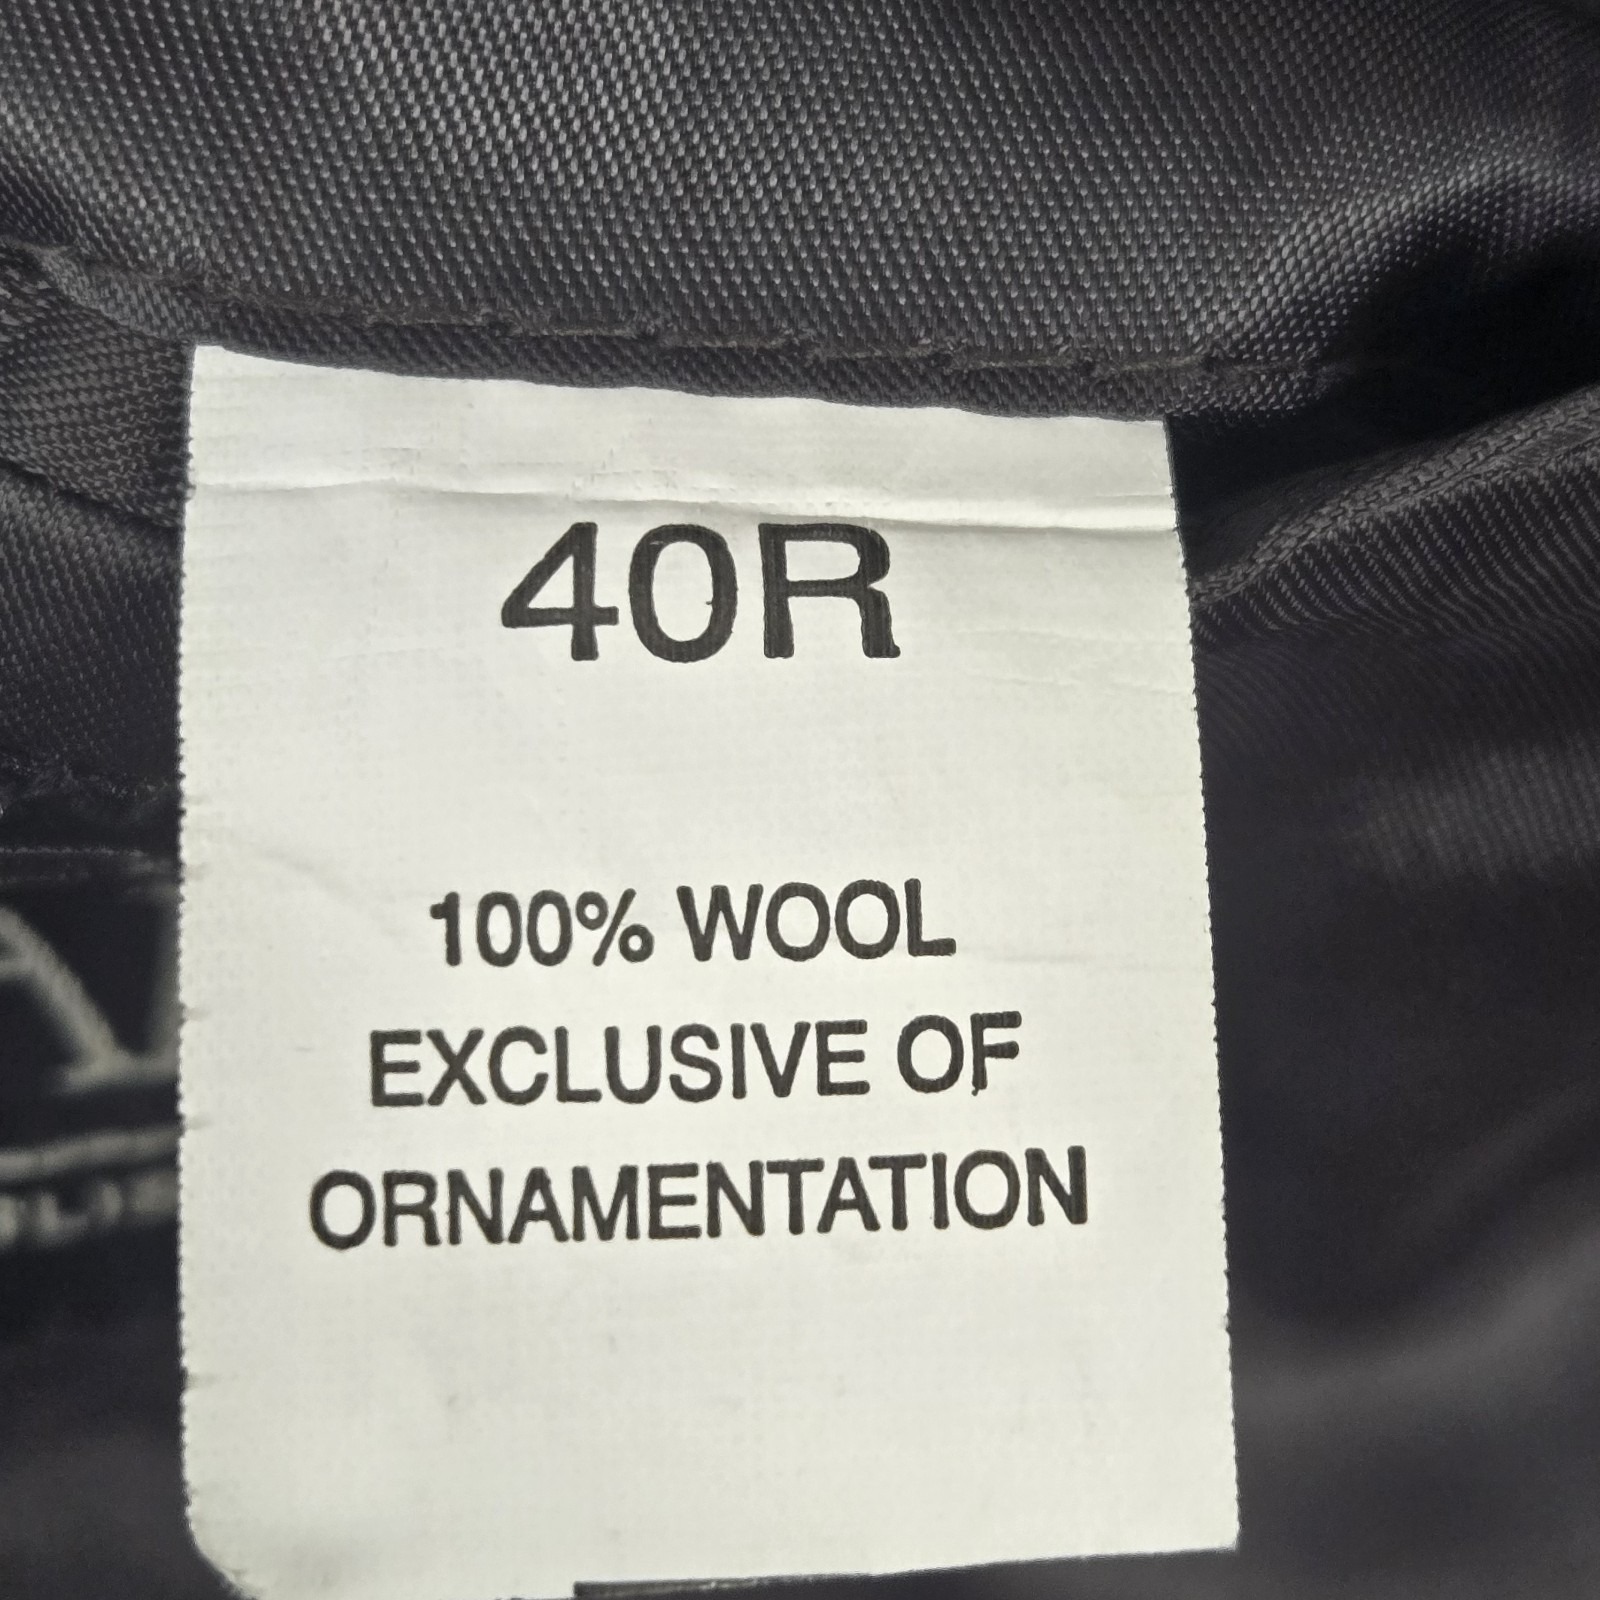 40R
100% WOOL
EXCLUSIVE OF
ORNAMENTATION